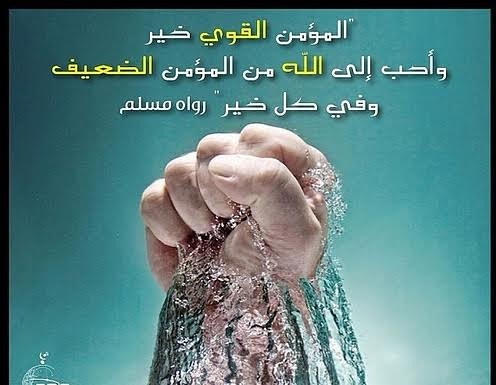 "المؤمن القوي خير
وأحب إلى الله من المؤمن الضعيف
وفي كل خير" رواه مسلم